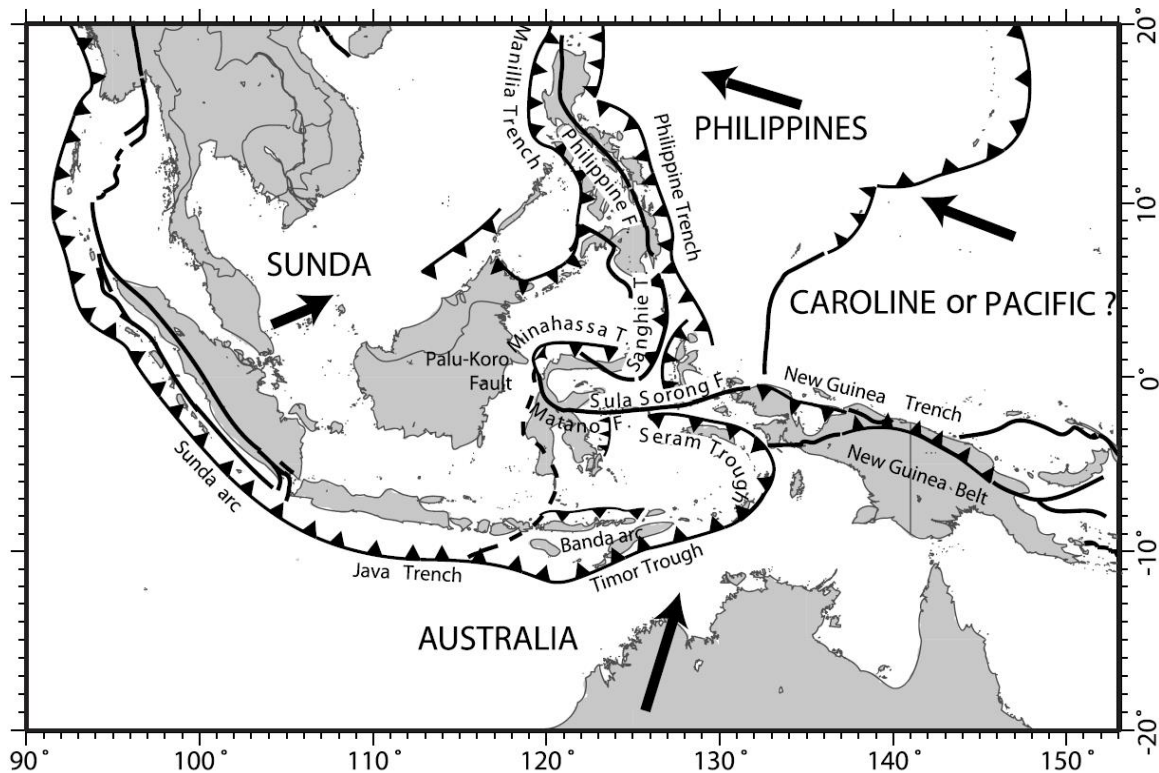 20°
Manillia Trench
Philippine F.
Philippine Trench
PHILIPPINES
10°
SUNDA
CAROLINE or PACIFIC ?
Sanghie T.
Minahassa T.
Palu-Koro
Fault
0°
Sula Sorong F.
New Guinea Trench
Matano F.
Seram Trough
New Guinea Belt
Sunda arc
Banda arc
Java Trench
Timor Trough
-10°
AUSTRALIA
-20°
90°
100°
110°
120°
130°
140°
150°